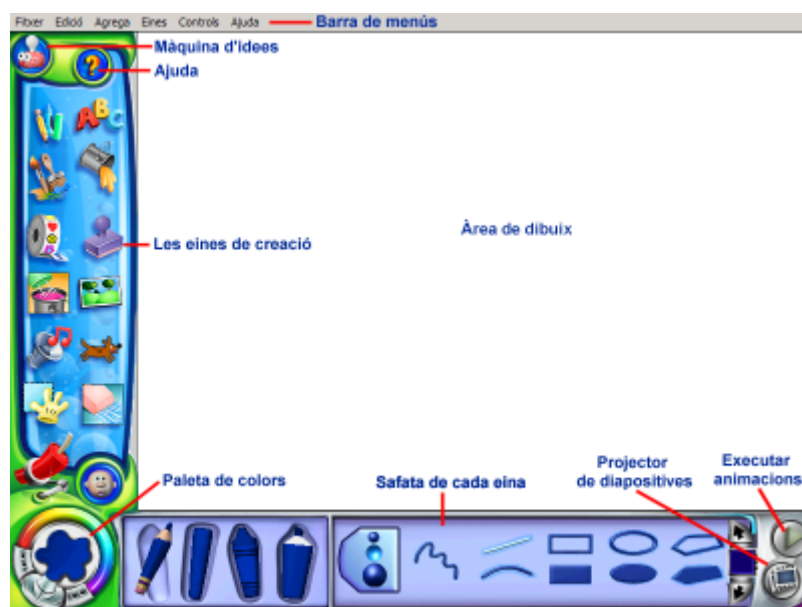 Fitxer Edició Agrega Eines Controls Ajuda
Barra de menús
Màquina d'idees
Ajuda
ABC
Les eines de creació
Àrea de dibuix
Paleta de colors
Safata de cada eina
Projector
de diapositives
Executar
animacions